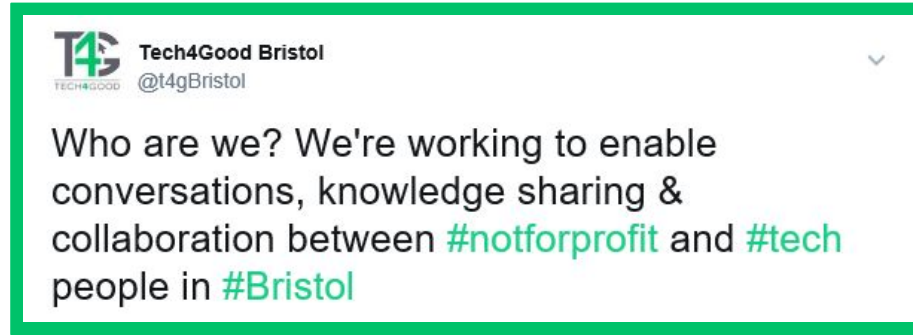 T4G
TECH4GOOD
Tech4Good Bristol
@t4gBristol
Who are we? We're working to enable
conversations, knowledge sharing &
collaboration between #notforprofit and #tech
people in #Bristol